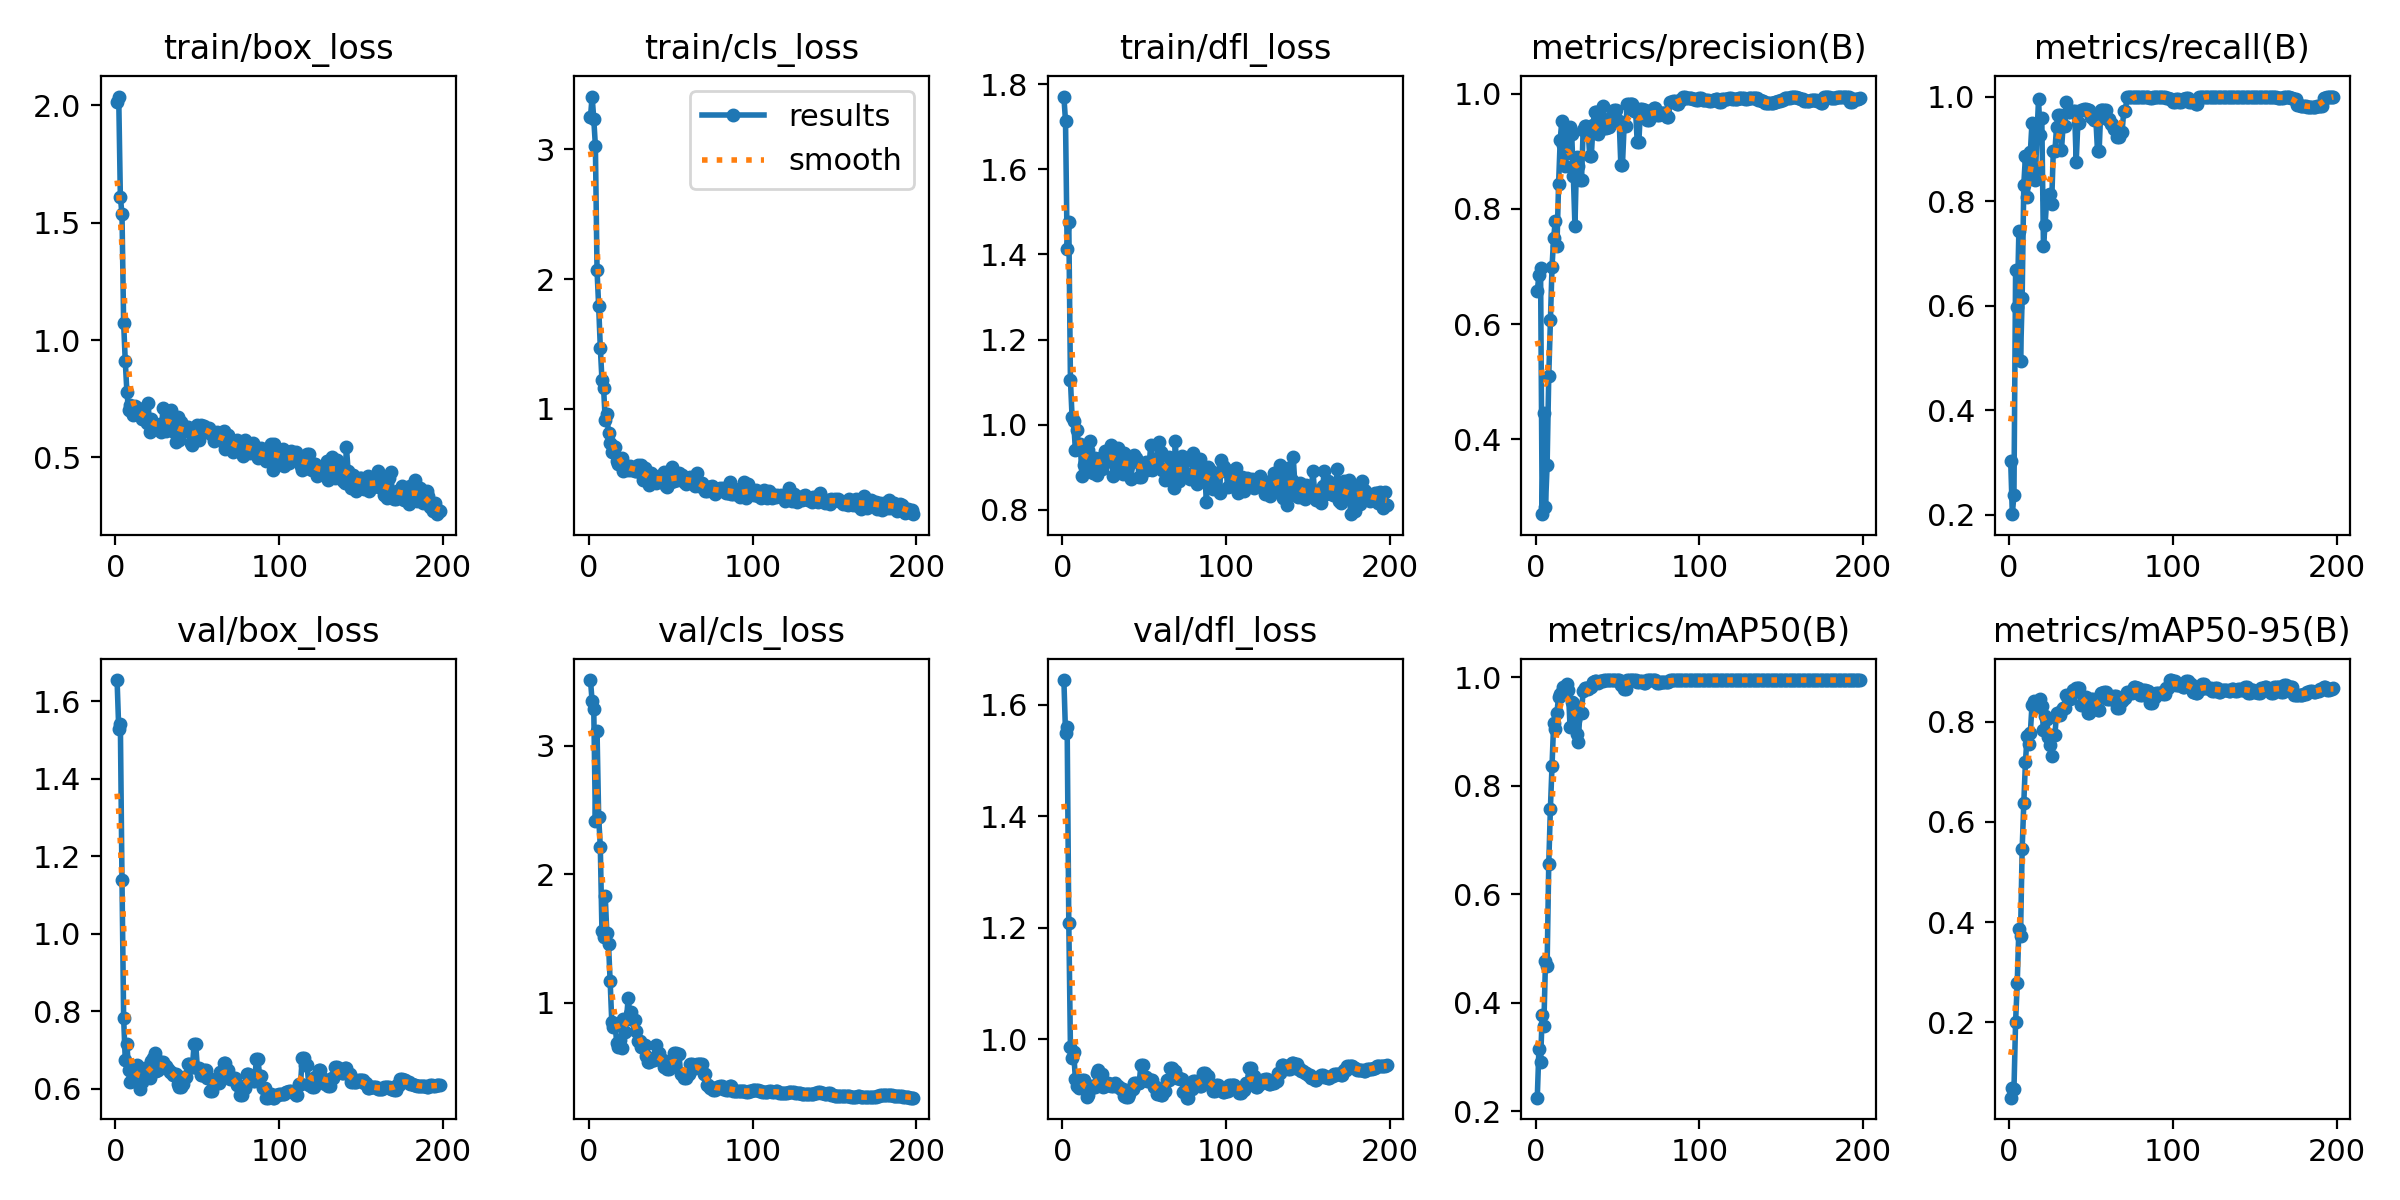 train/box_loss
2.0
1.5
1.0
0.5
0 100 200
train/cls_loss
results
smooth
3
2
1
0 100 200
train/dfl_loss
1.8
1.6
1.4
1.2
1.0
0.8
0 100 200
metrics/precision(B)
1.0
0.8
0.6
0.4
0 100 200
metrics/recall(B)
1.0
0.8
0.6
0.4
0.2
0 100 200
val/box_loss
1.6
1.4
1.2
1.0
0.8
0.6
0 100 200
val/cls_loss
3
2
1
0 100 200
val/dfl_loss
1.6
1.4
1.2
1.0
0 100 200
metrics/mAP50(B)
1.0
0.8
0.6
0.4
0.2
0 100 200
metrics/mAP50-95(B)
0.8
0.6
0.4
0.2
0 100 200